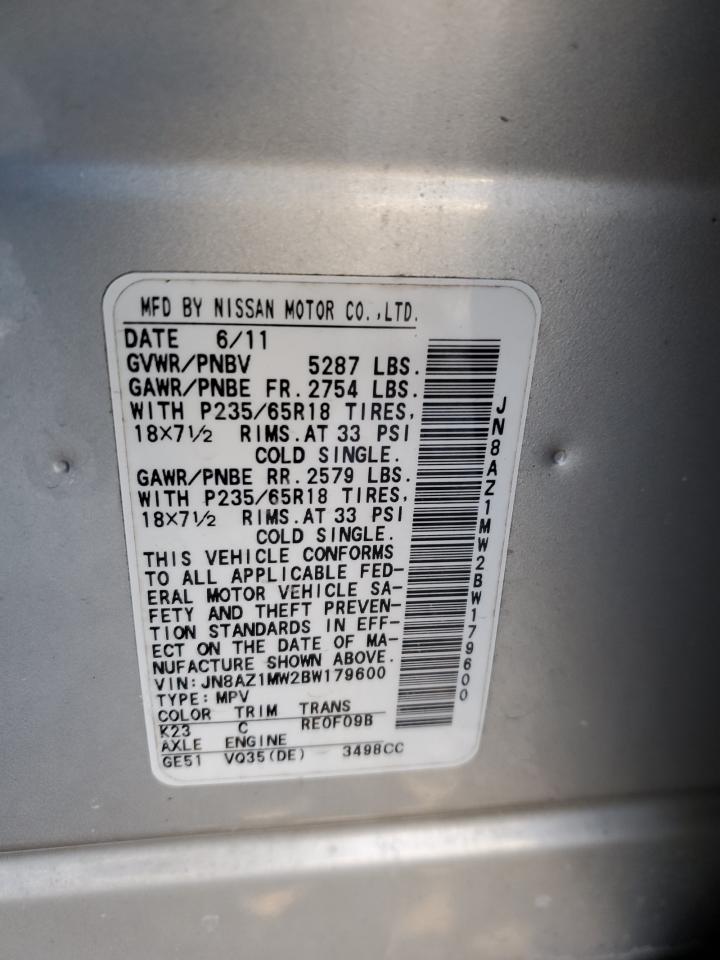 MFD BY NISSAN MOTOR CO.,LTD.
DATE 6/11
GVWR/PNBV 5287 LBS.
GAWR/PNBE FR.2754 LBS.
WITH P235/65R18 TIRES,
18×7½ RIMS.AT 33 PSI
COLD SINGLE.
GAWR/PNBE RR.2579 LBS.
WITH P235/65R18 TIRES,
18×7½ RIMS.AT 33 PSI
COLD SINGLE.
THIS VEHICLE CONFORMS
TO ALL APPLICABLE FED-
ERAL MOTOR VEHICLE SA-
FETY AND THEFT PREVEN-
TION STANDARDS IN EFF-
ECT ON THE DATE OF MA-
NUFACTURE SHOWN ABOVE.
VIN:JN8AZ1MW2BW179600
TYPE:MPV
COLOR TRIM TRANS
K23 C RE0F09B
AXLE ENGINE
GE51 VQ35(DE) 3498CC
JN8AZ1MW2BW179600